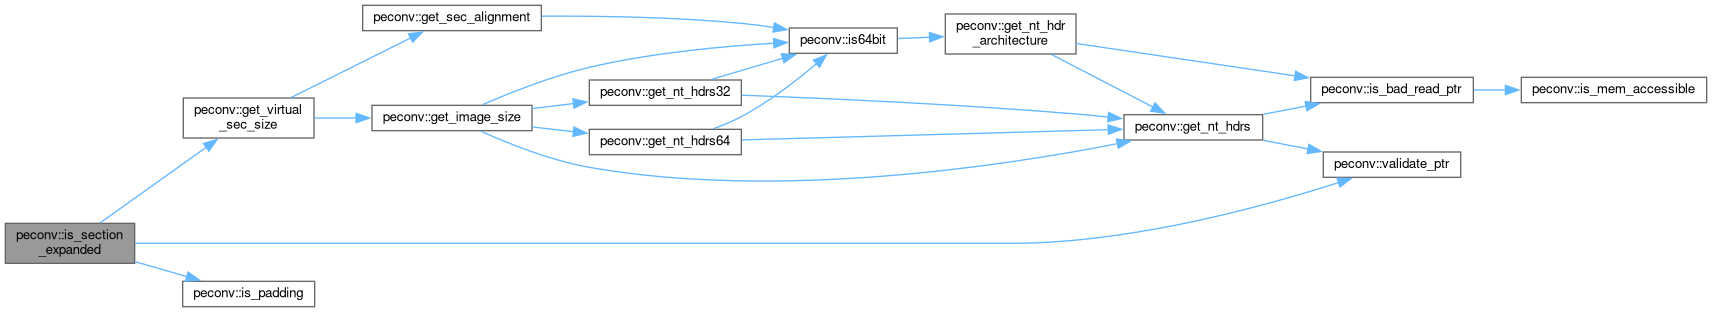 peconv::get_sec_alignment
peconv::get_nt_hdr
_architecture
peconv::is64bit
peconv::get_nt_hdrs32
peconv::is_bad_read_ptr
peconv::is_mem_accessible
peconv::get_virtual
_sec_size
peconv::get_image_size
peconv::get_nt_hdrs
peconv::get_nt_hdrs64
peconv::validate_ptr
peconv::is_section
_expanded
peconv::is_padding